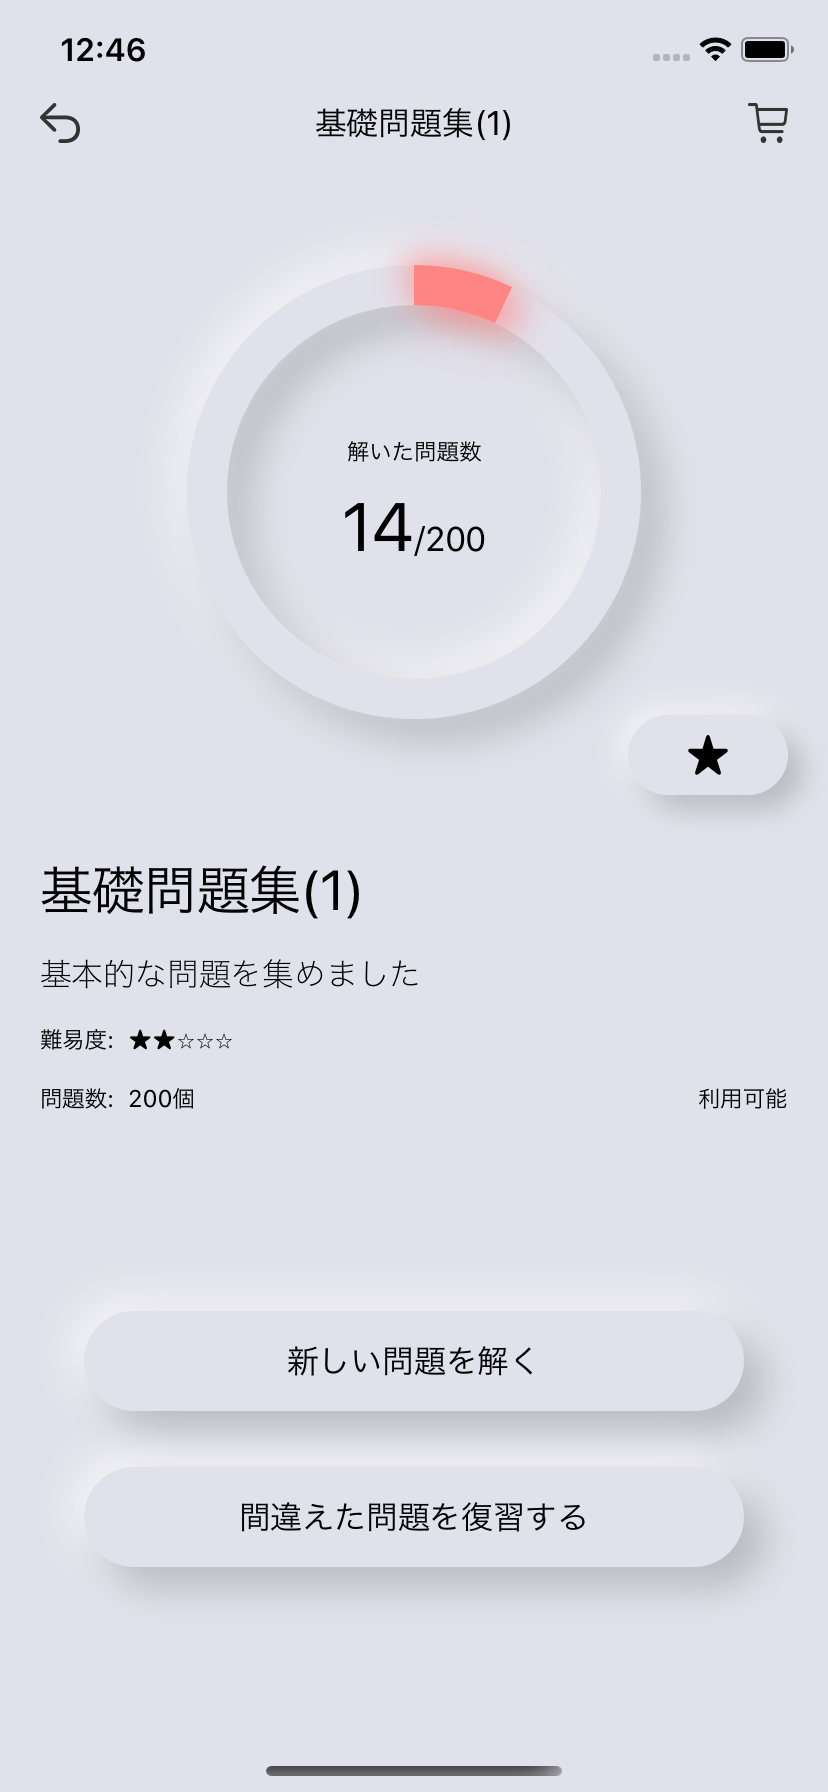 12:46
基礎問題集(1)
解いた問題数
14/200
基礎問題集(1)
基本的な問題を集めました
難易度: ★★☆☆☆
問題数: 200個
利用可能
新しい問題を解く
間違えた問題を復習する